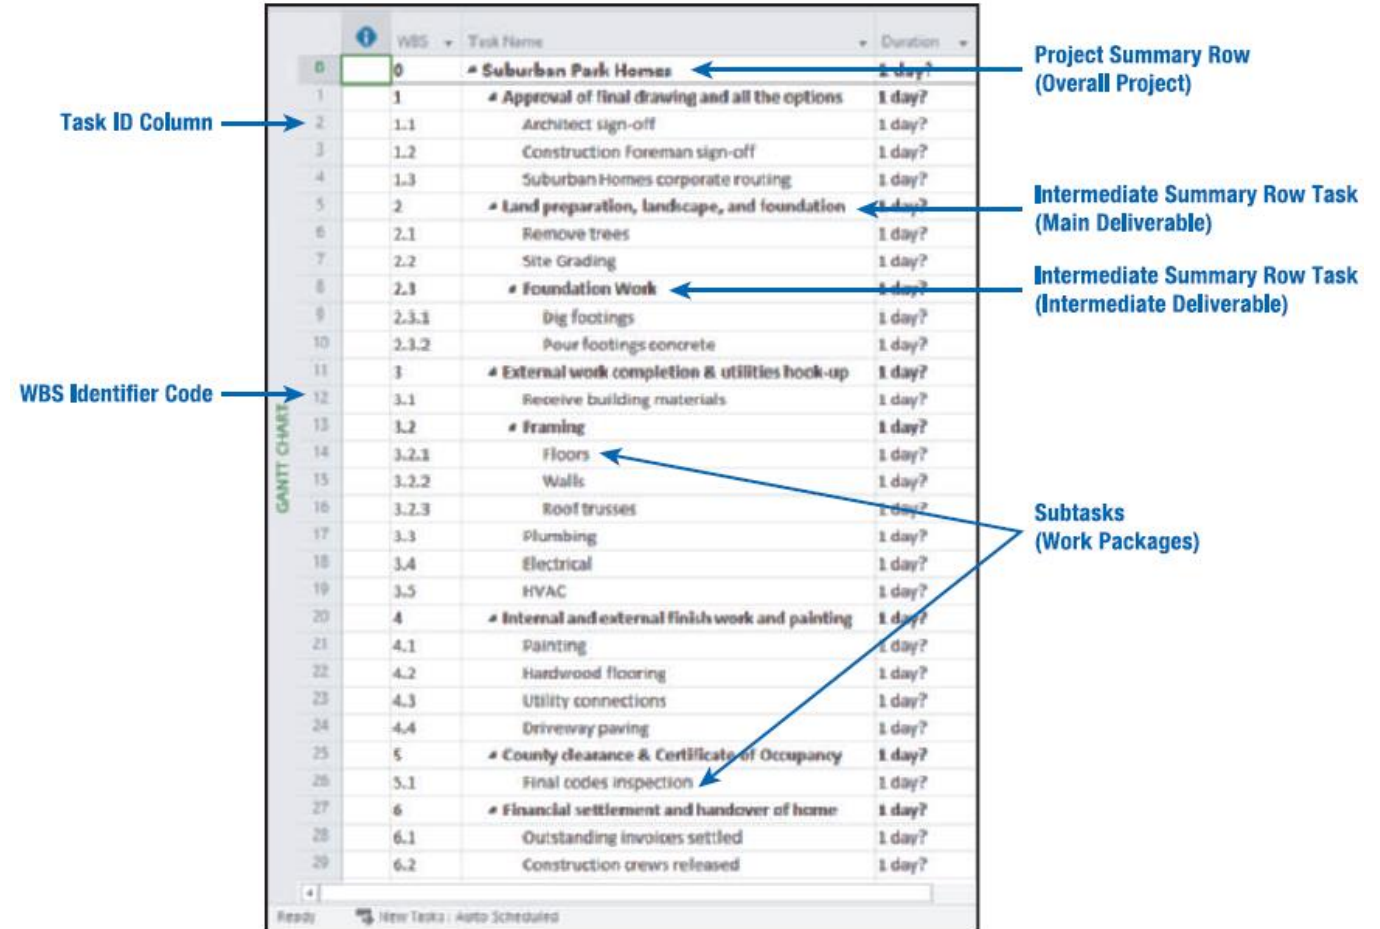 WBS Task Name Duration
0 0 Suburban Park Homes 1 day?
Project Summary Row
(Overall Project)
1 1 Approval of final drawing and all the options 1 day?
Task ID Column
2 1.1 Architect sign-off 1 day?
3 1.2 Construction Foreman sign-off 1 day?
4 1.3 Suburban Homes corporate routing 1 day?
5 2 Land preparation, landscape, and foundation 1 day?
Intermediate Summary Row Task
(Main Deliverable)
6 2.1 Remove trees 1 day?
7 2.2 Site Grading 1 day?
8 2.3 Foundation Work 1 day?
Intermediate Summary Row Task
(Intermediate Deliverable)
9 2.3.1 Dig footings 1 day?
10 2.3.2 Pour footings concrete 1 day?
11 3 External work completion & utilities hook-up 1 day?
WBS Identifier Code
12 3.1 Receive building materials 1 day?
13 3.2 Framing 1 day?
14 3.2.1 Floors 1 day?
15 3.2.2 Walls 1 day?
16 3.2.3 Roof trusses 1 day?
GANTT CHART
Subtasks
(Work Packages)
17 3.3 Plumbing 1 day?
18 3.4 Electrical 1 day?
19 3.5 HVAC 1 day?
20 4 Internal and external finish work and painting 1 day?
21 4.1 Painting 1 day?
22 4.2 Hardwood flooring 1 day?
23 4.3 Utility connections 1 day?
24 4.4 Driveway paving 1 day?
25 5 County clearance & Certificate of Occupancy 1 day?
26 5.1 Final codes inspection 1 day?
27 6 Financial settlement and handover of home 1 day?
28 6.1 Outstanding invoices settled 1 day?
29 6.2 Construction crews released 1 day?
Ready New Tasks : Auto Scheduled